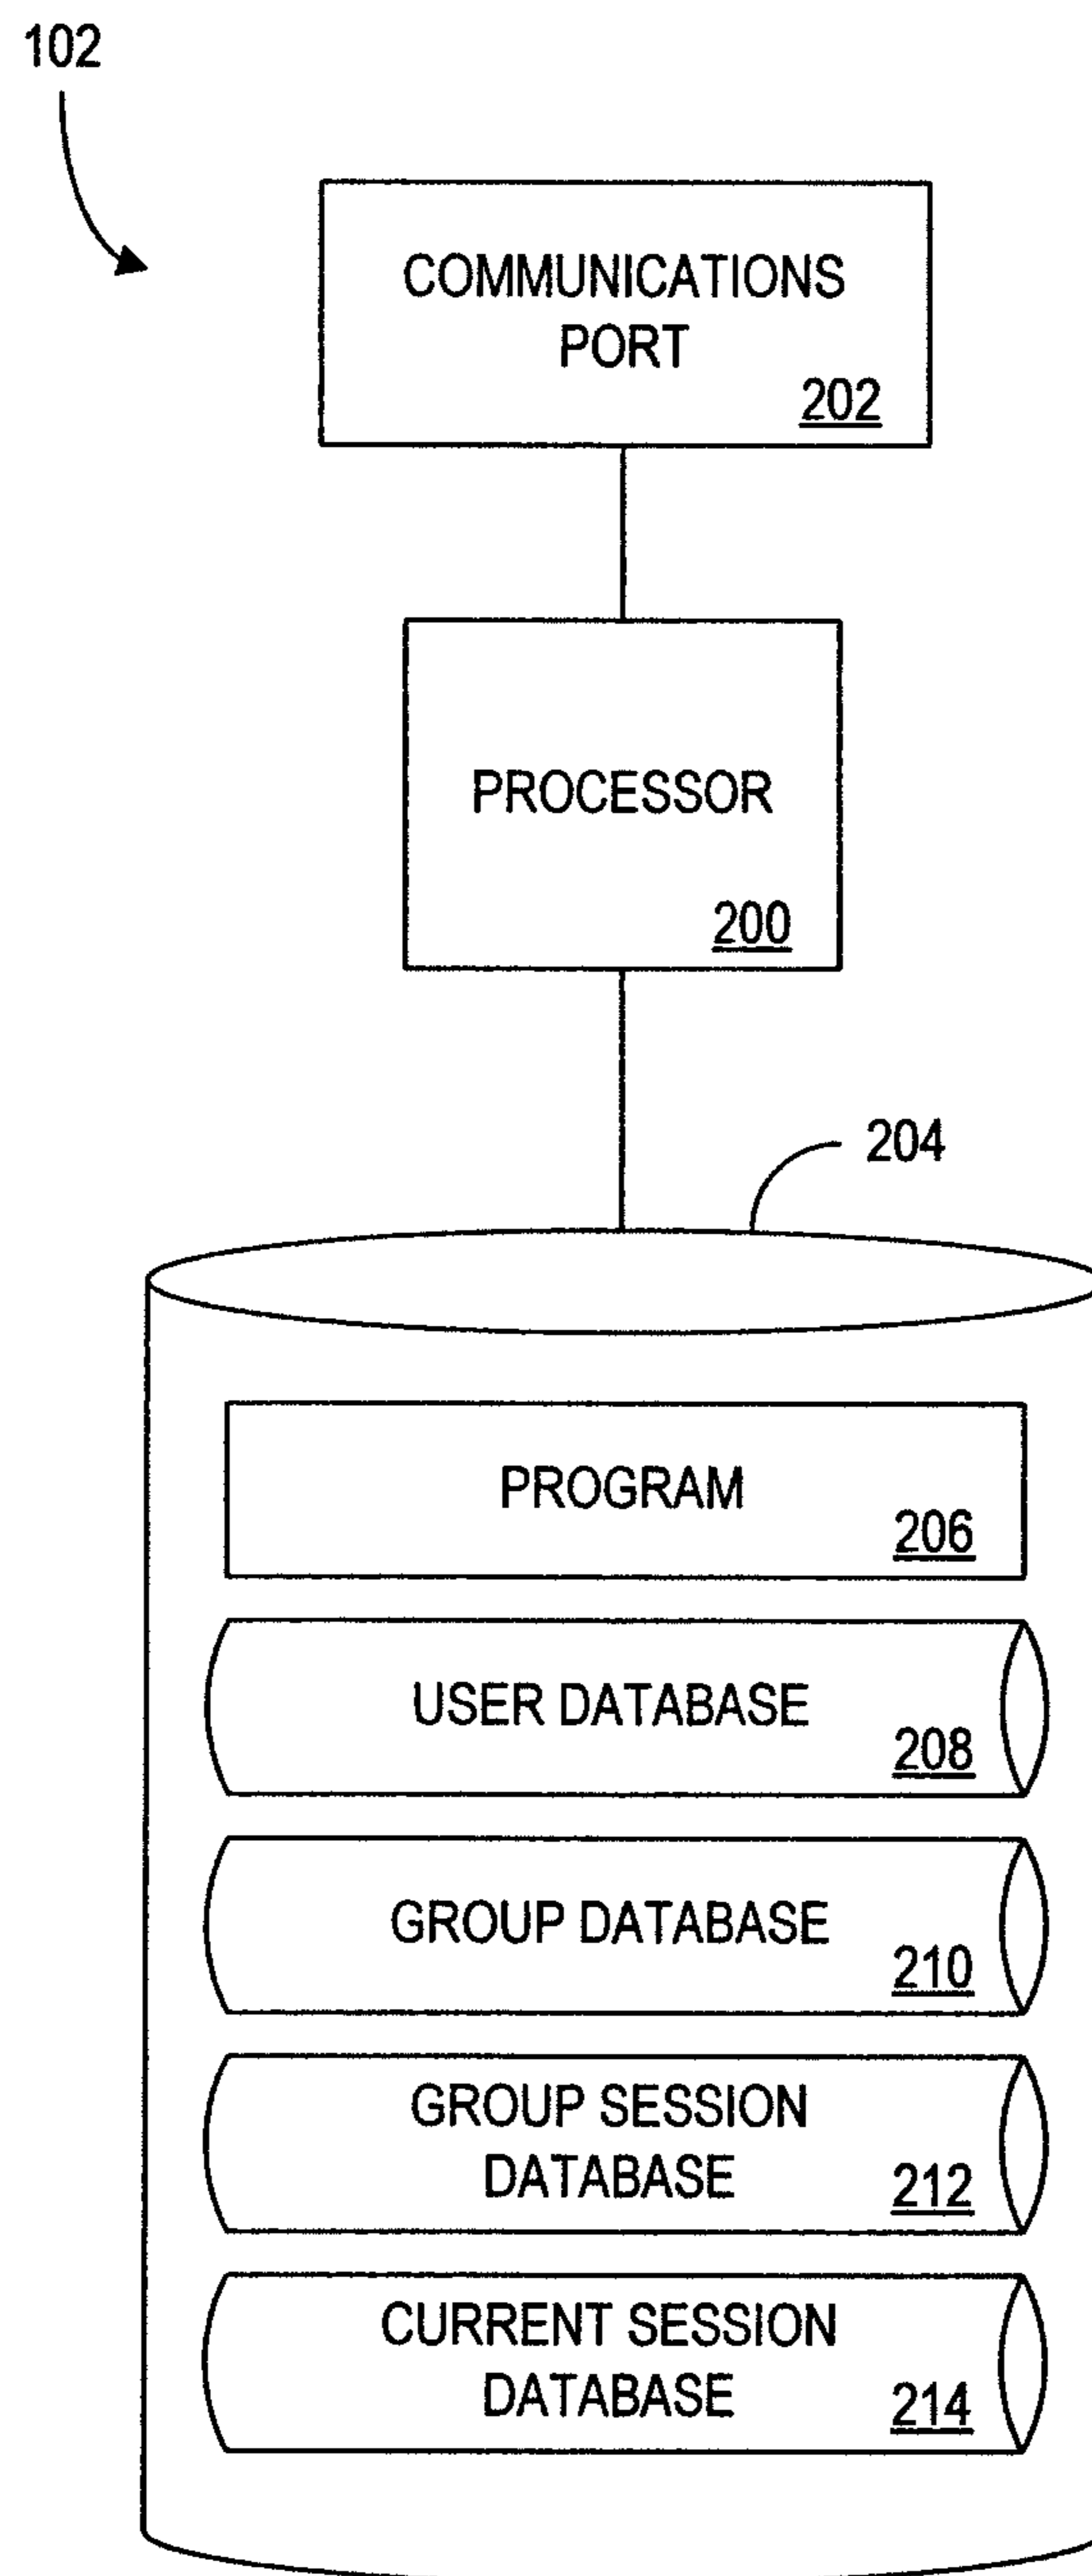 102
COMMUNICATIONS
PORT
202
PROCESSOR
200
204
PROGRAM
206
USER DATABASE
208
GROUP DATABASE
210
GROUP SESSION
DATABASE
212
CURRENT SESSION
DATABASE
214